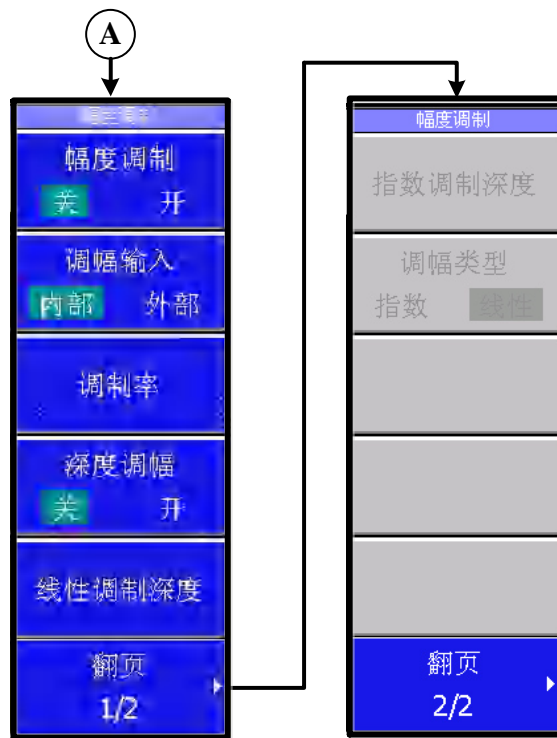 A
幅度调制
关 开
调幅输入
内部 外部
调制率
深度调幅
关 开
线性调制深度
翻页
1/2
幅度调制
指数调制深度
调幅类型
指数 线性
翻页
2/2